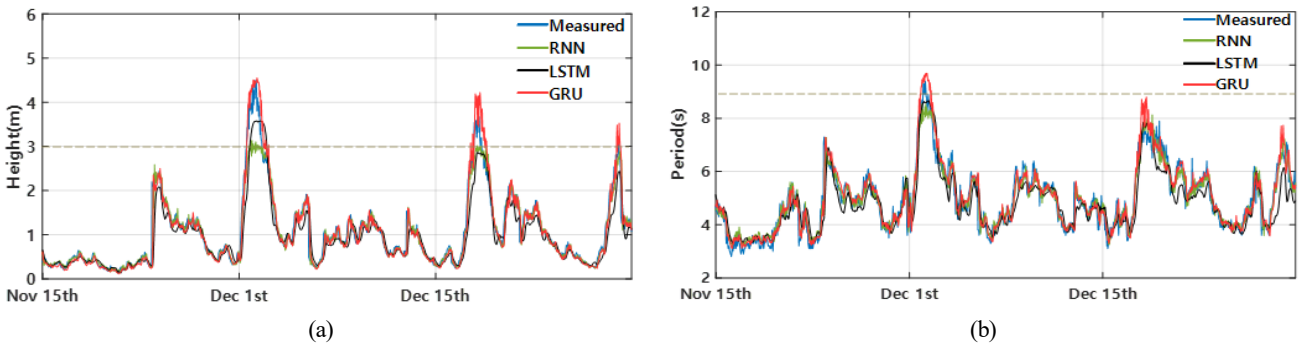 6
5
4
3
2
1
0
Height(m)
Measured
RNN
LSTM
GRU
Nov 15th
Dec 1st
Dec 15th
(a)
12
10
8
6
4
2
Period(s)
Measured
RNN
LSTM
GRU
Nov 15th
Dec 1st
Dec 15th
(b)